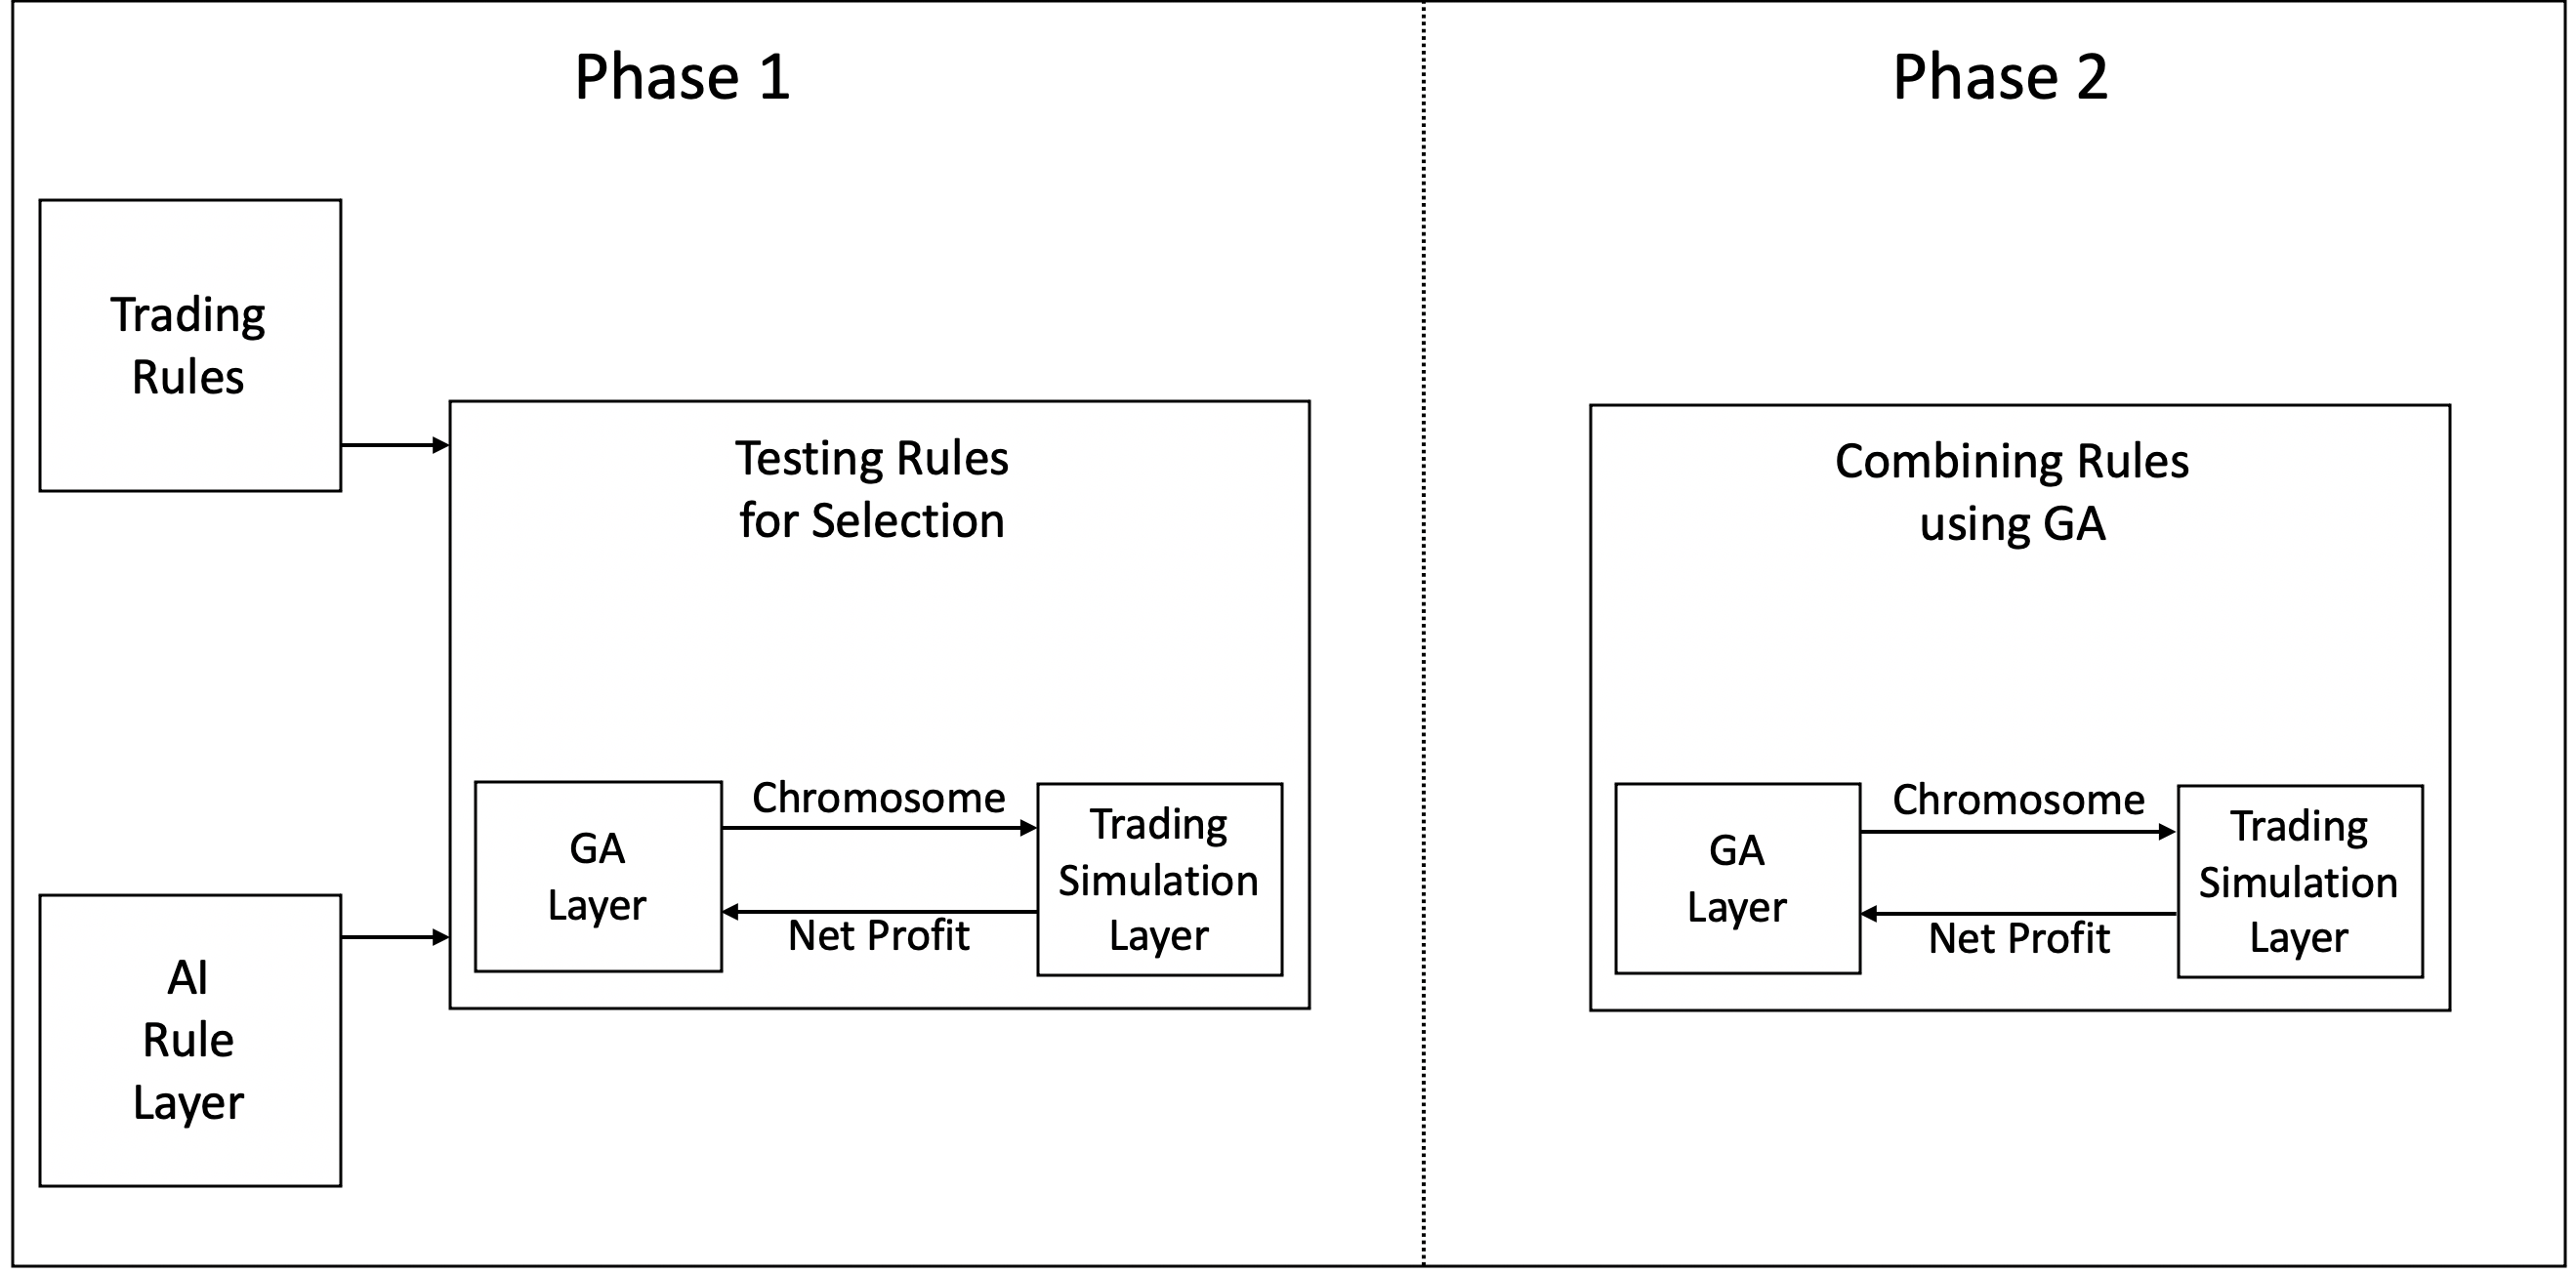 Phase 1
Trading
Rules
AI
Rule
Layer
Testing Rules
for Selection
GA
Layer
Chromosome
Net Profit
Trading
Simulation
Layer
Phase 2
Combining Rules
using GA
GA
Layer
Chromosome
Net Profit
Trading
Simulation
Layer